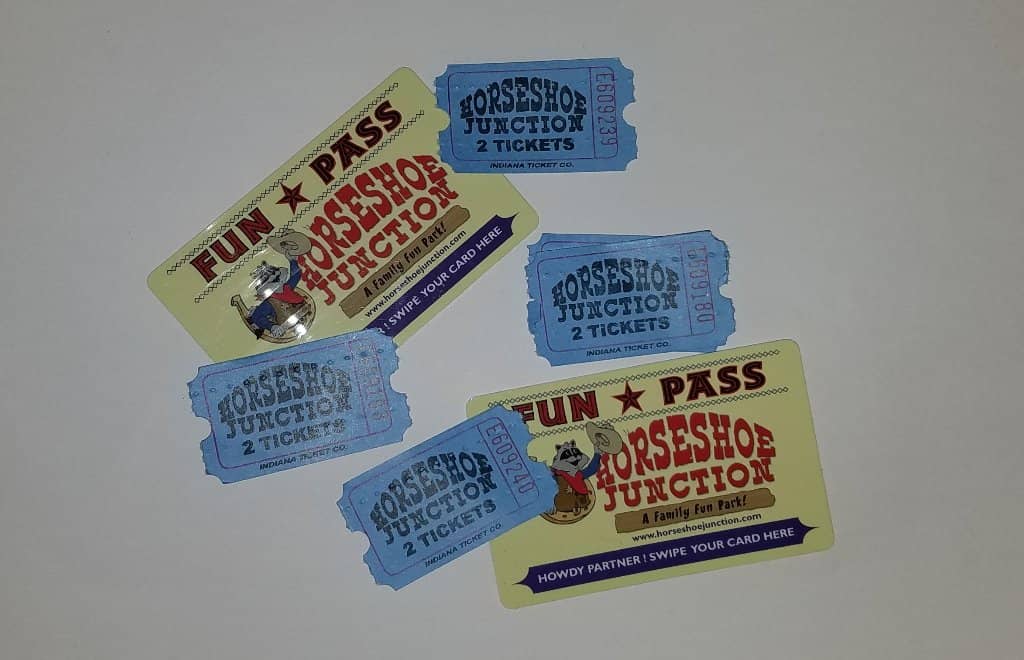 FUN ★ PASS
HORSESHOE
JUNCTION
A Family Fun Park!
www.horseshoejunction.com
! SWIPE YOUR CARD HERE
HORSESHOE
JUNCTION
2 TICKETS
INDIANA TICKET CO.
E609239
HORSESHOE
JUNCTION
2 TICKETS
INDIANA TICKET CO.
HORSESHOE
JUNCTION
2 TICKETS
INDIANA TICKET CO.
HORSESHOE
JUNCTION
2 TICKETS
INDIANA TICKET CO.
E609240
FUN ★ PASS
HORSESHOE
JUNCTION
A Family Fun Park!
www.horseshoejunction.com
HOWDY PARTNER ! SWIPE YOUR CARD HERE